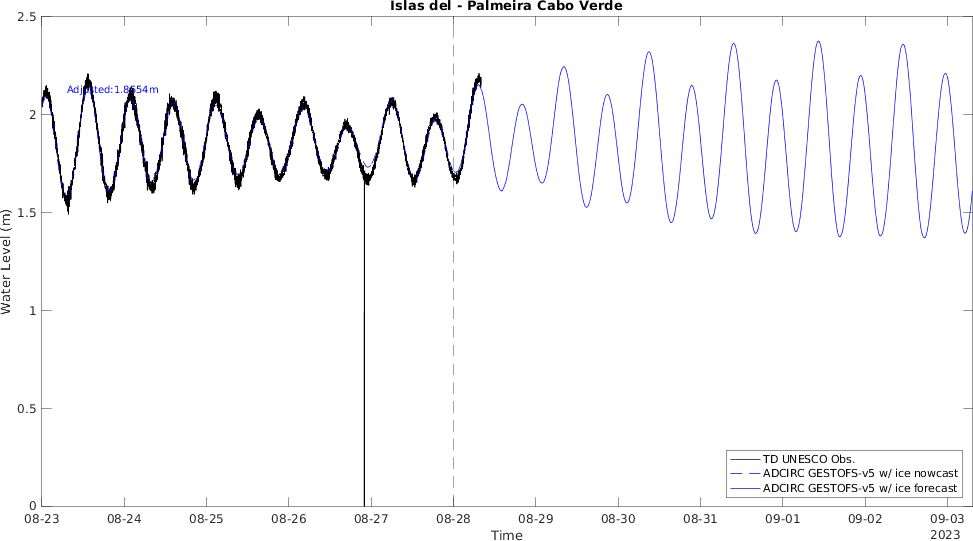 Islas del - Palmeira Cabo Verde
2.5
2
1.5
1
0.5
0
Water Level (m)
Adjusted:1.8654m
TD UNESCO Obs.
ADCIRC GESTOFS-v5 w/ ice nowcast
ADCIRC GESTOFS-v5 w/ ice forecast
08-23 08-24 08-25 08-26 08-27 08-28 08-29 08-30 08-31 09-01 09-02 09-03
2023
Time